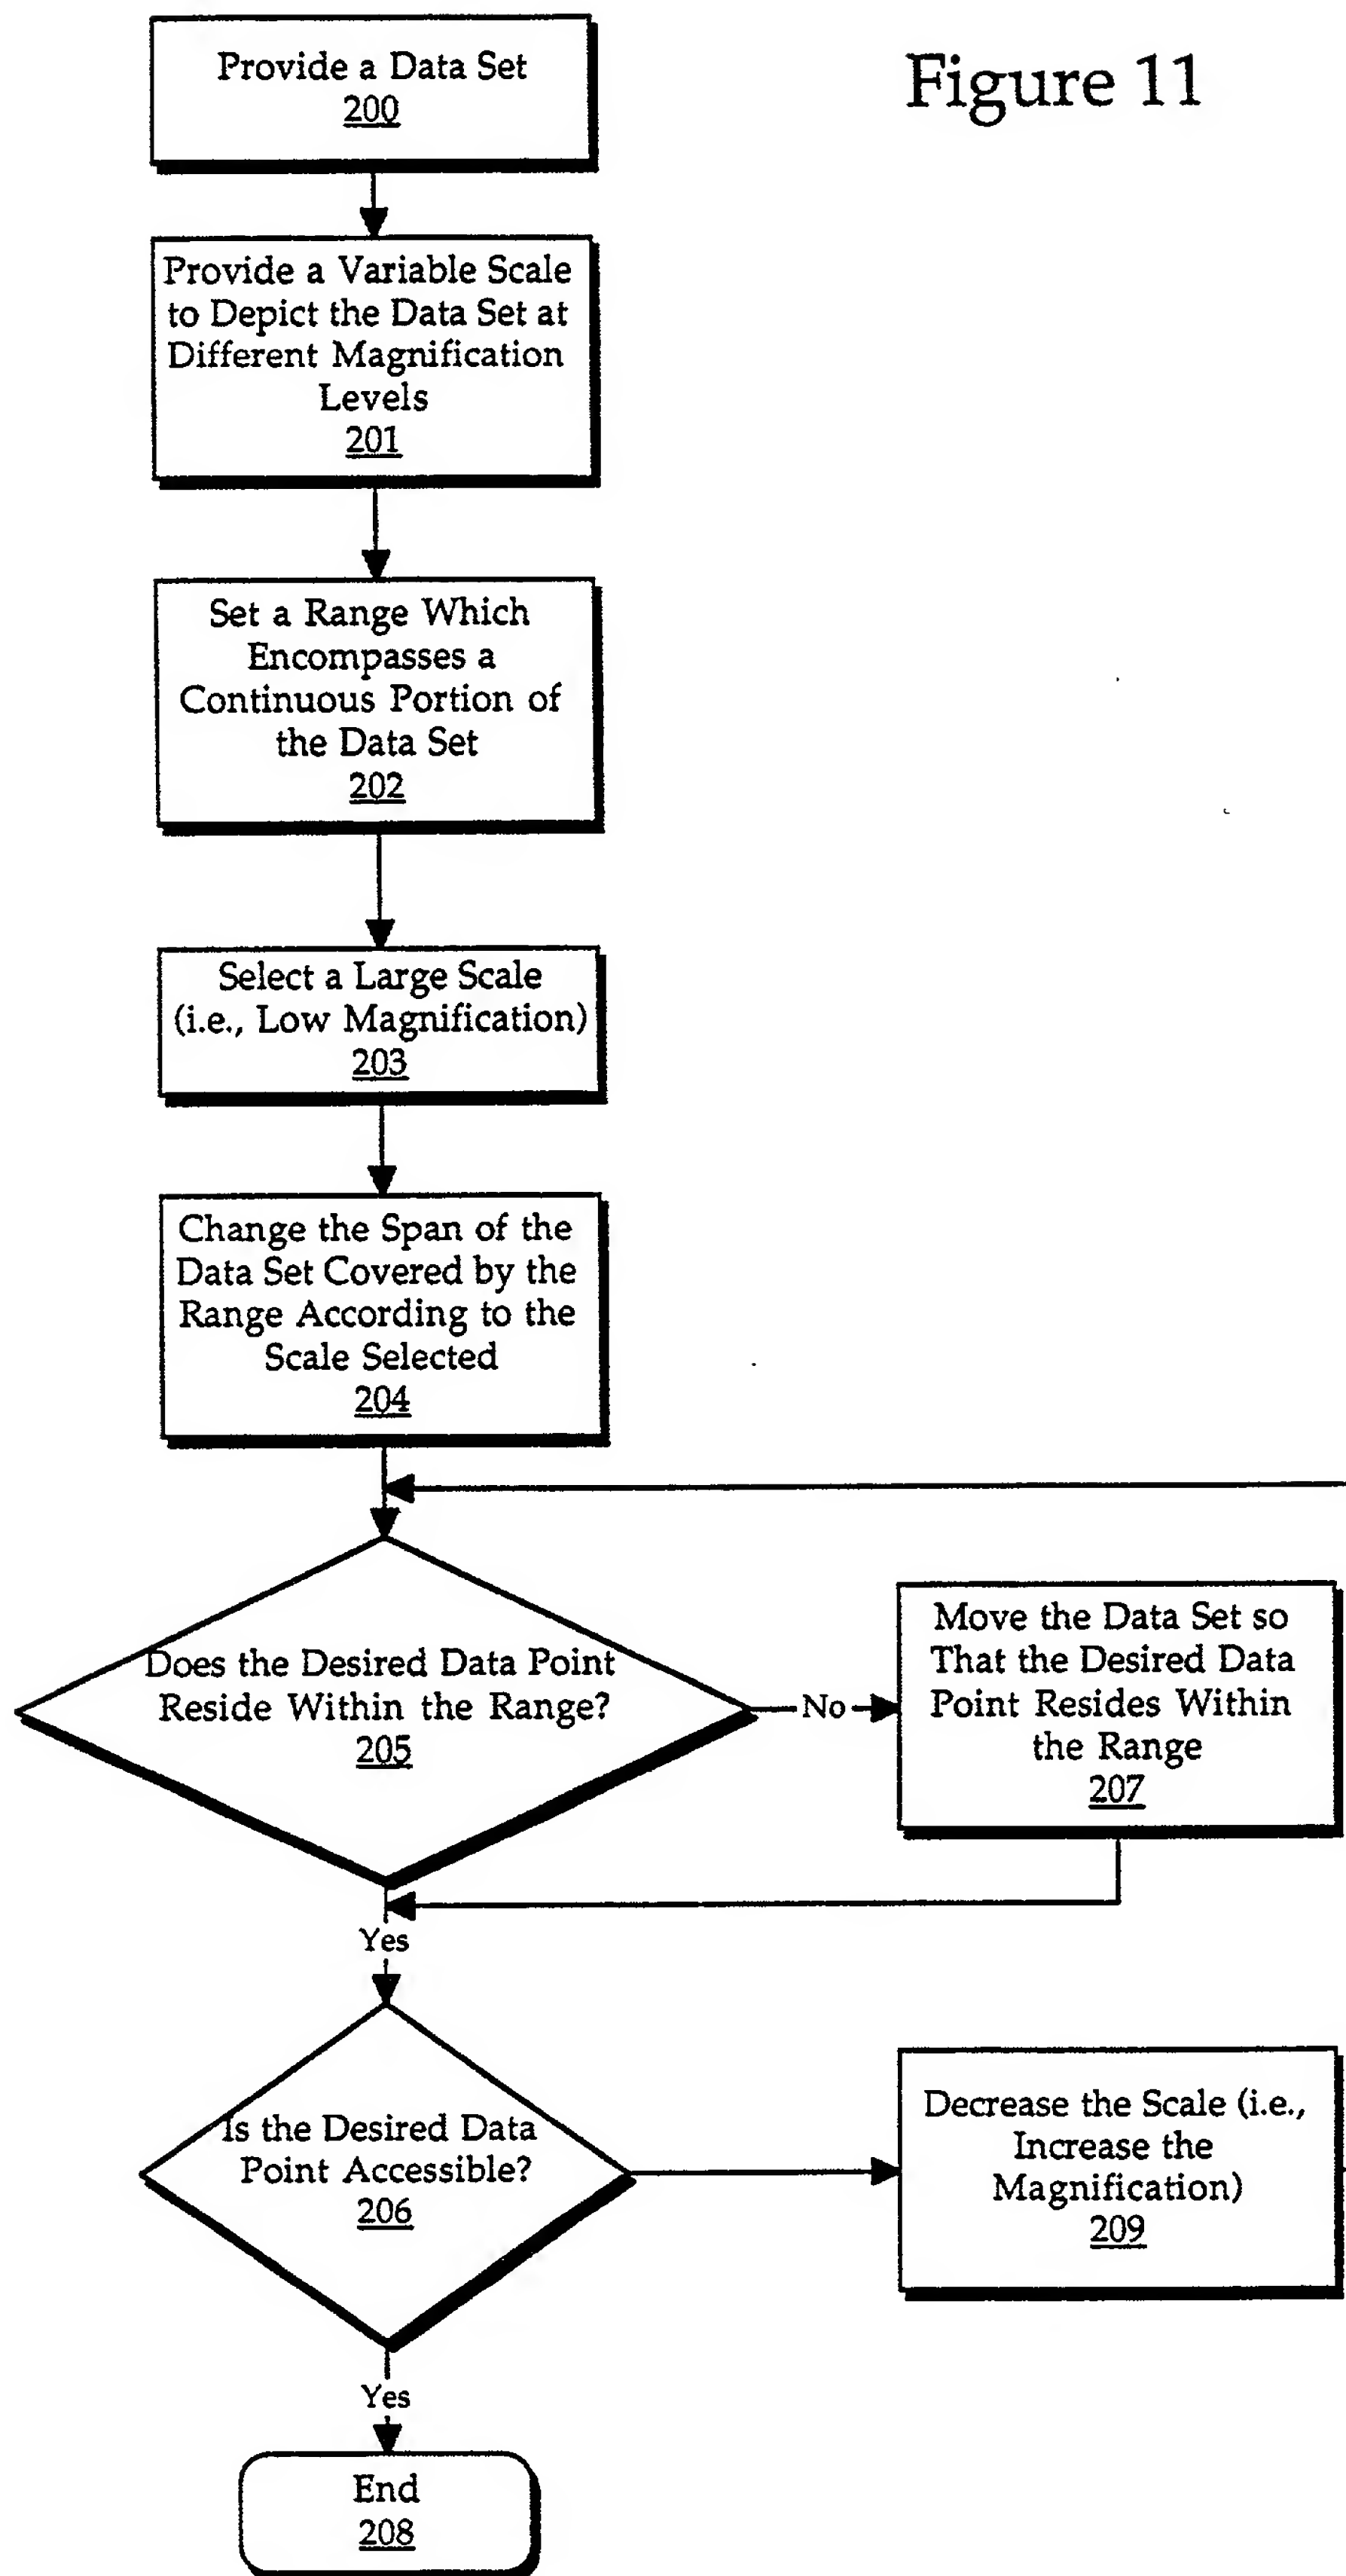 Figure 11
Provide a Data Set
200
Provide a Variable Scale
to Depict the Data Set at
Different Magnification
Levels
201
Set a Range Which
Encompasses a
Continuous Portion of
the Data Set
202
Select a Large Scale
(i.e., Low Magnification)
203
Change the Span of the
Data Set Covered by the
Range According to the
Scale Selected
204
Does the Desired Data Point
Reside Within the Range?
205
No
Move the Data Set so
That the Desired Data
Point Resides Within
the Range
207
Yes
Is the Desired Data
Point Accessible?
206
Decrease the Scale (i.e.,
Increase the
Magnification)
209
Yes
End
208